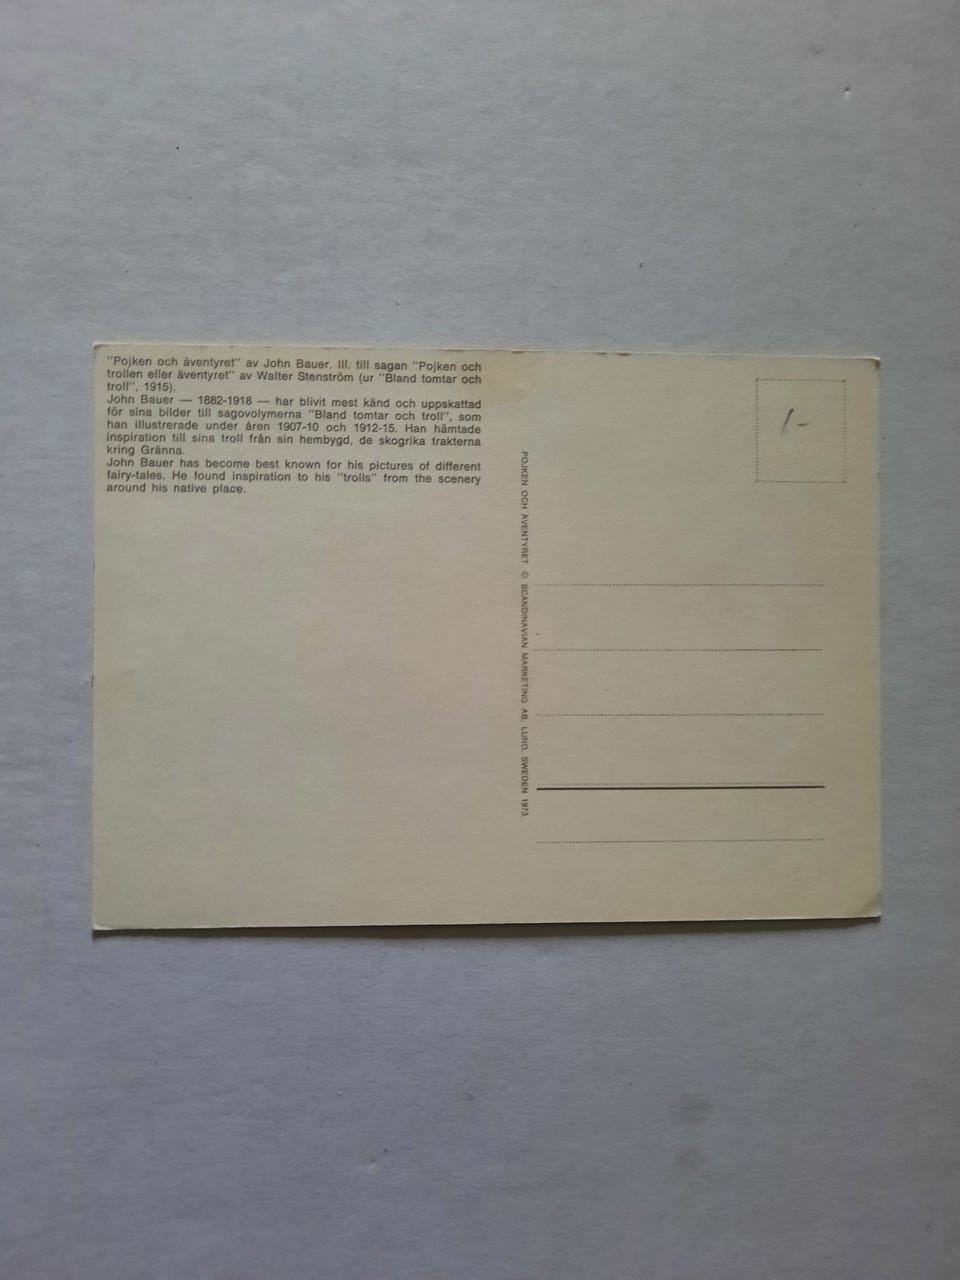 "Pojken och äventyret" av John Bauer. Ill. till sagan "Pojken och
trollen eller äventyret" av Walter Stenström (ur "Bland tomtar och
troll", 1915).
John Bauer — 1882-1918 — har blivit mest känd och uppskattad
för sina bilder till sagovolymerna "Bland tomtar och troll", som
han illustrerade under åren 1907-10 och 1912-15. Han hämtade
inspiration till sina troll från sin hembygd, de skogrika trakterna
kring Gränna.
John Bauer has become best known for his pictures of different
fairy-tales. He found inspiration to his "trolls" from the scenery
around his native place.
POJKEN OCH ÄVENTYRET © SCANDINAVIAN MARKETING AB, LUND, SWEDEN 1973.
1-